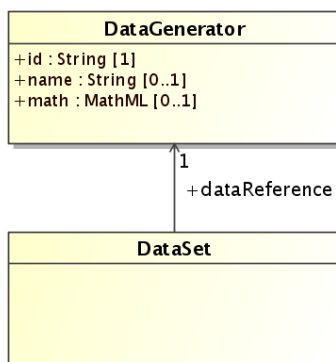 DataGenerator
+id : String [1]
+name : String [0..1]
+math : MathML [0..1]
1
+dataReference
DataSet